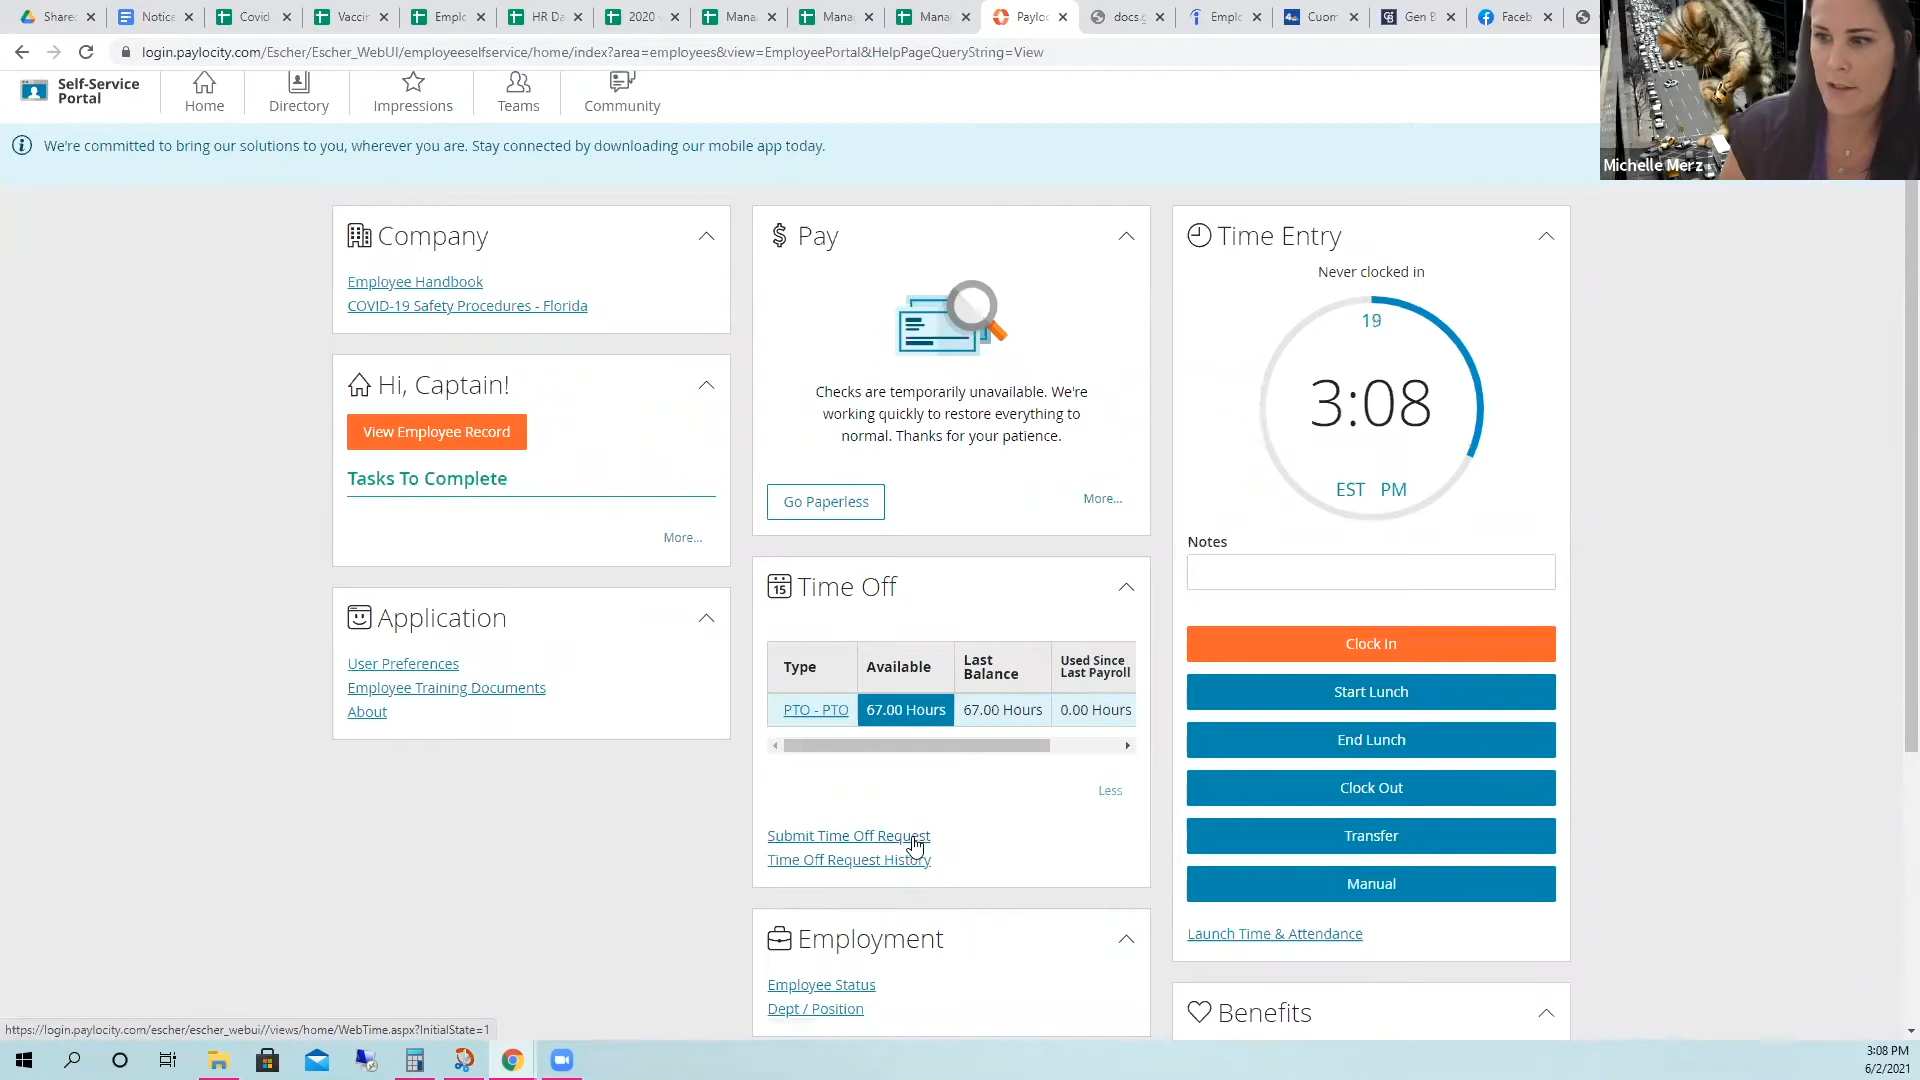 Share
Notice
Covid
Vaccir
Emplo
HR Da
2020
Mana
Mana
Mana
Payloc
docs.g
Emplo
Cuom
Gen B
Faceb
login.paylocity.com/Escher/Escher_WebUI/employeeselfservice/home/index?area=employees&view=EmployeePortal&HelpPageQueryString=View
Self-Service Portal
Home
Directory
Impressions
Teams
Community
We're committed to bring our solutions to you, wherever you are. Stay connected by downloading our mobile app today.
Michelle Merz
Company
Employee Handbook
COVID-19 Safety Procedures - Florida
Hi, Captain!
View Employee Record
Tasks To Complete
More...
Application
User Preferences
Employee Training Documents
About
$ Pay
Checks are temporarily unavailable. We're
working quickly to restore everything to
normal. Thanks for your patience.
Go Paperless
More...
15 Time Off
Type Available Last Balance Used Since Last Payroll
PTO - PTO 67.00 Hours 67.00 Hours 0.00 Hours
Less
Submit Time Off Request
Time Off Request History
Employment
Employee Status
Dept / Position
Time Entry
Never clocked in
19
3:08
EST PM
Notes
Clock In
Start Lunch
End Lunch
Clock Out
Transfer
Manual
Launch Time & Attendance
Benefits
https://login.paylocity.com/escher/escher_webui//views/home/WebTime.aspx?InitialState=1
3:08 PM
6/2/2021